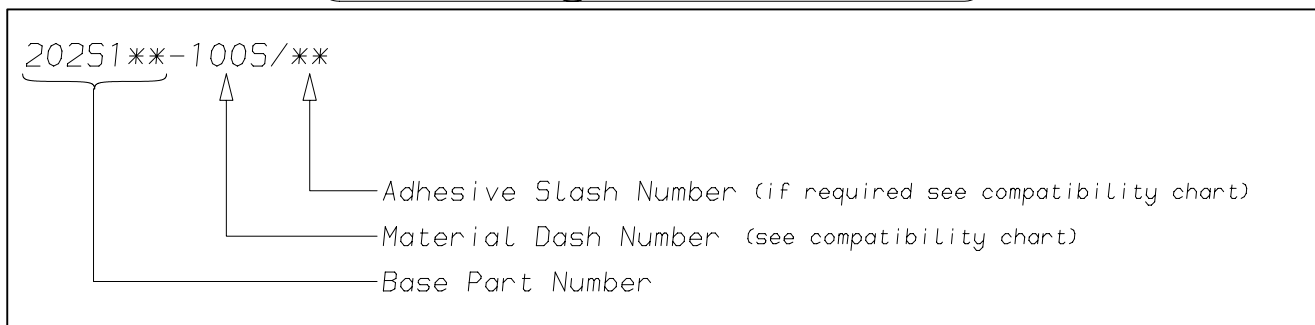 202S1**-100S/**
Adhesive Slash Number (if required see compatibility chart)
Material Dash Number (see compatibility chart)
Base Part Number